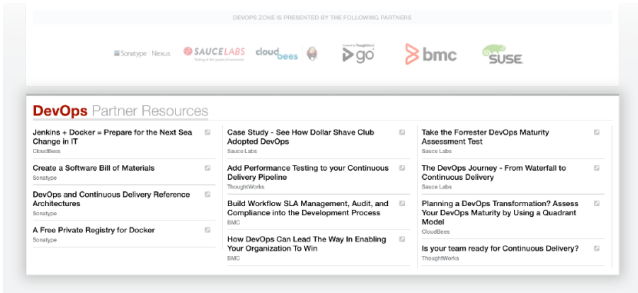 DEVOPS ZONE IS PRESENTED BY THE FOLLOWING PARTNERS
Sonatype Nexus
SAUCELABS
cloudbees
go
bmc
SUSE
DevOps Partner Resources
Jenkins + Docker = Prepare for the Next Sea
Change in IT
CloudBees
Create a Software Bill of Materials
Sonatype
DevOps and Continuous Delivery Reference
Architectures
Sonatype
A Free Private Registry for Docker
Sonatype
Case Study - See How Dollar Shave Club
Adopted DevOps
Sauce Labs
Add Performance Testing to your Continuous
Delivery Pipeline
ThoughtWorks
Build Workflow SLA Management, Audit, and
Compliance into the Development Process
BMC
How DevOps Can Lead The Way In Enabling
Your Organization To Win
BMC
Take the Forrester DevOps Maturity
Assessment Test
Sauce Labs
The DevOps Journey - From Waterfall to
Continuous Delivery
Sauce Labs
Planning a DevOps Transformation? Assess
Your DevOps Maturity by Using a Quadrant
Model
CloudBees
Is your team ready for Continuous Delivery?
ThoughtWorks